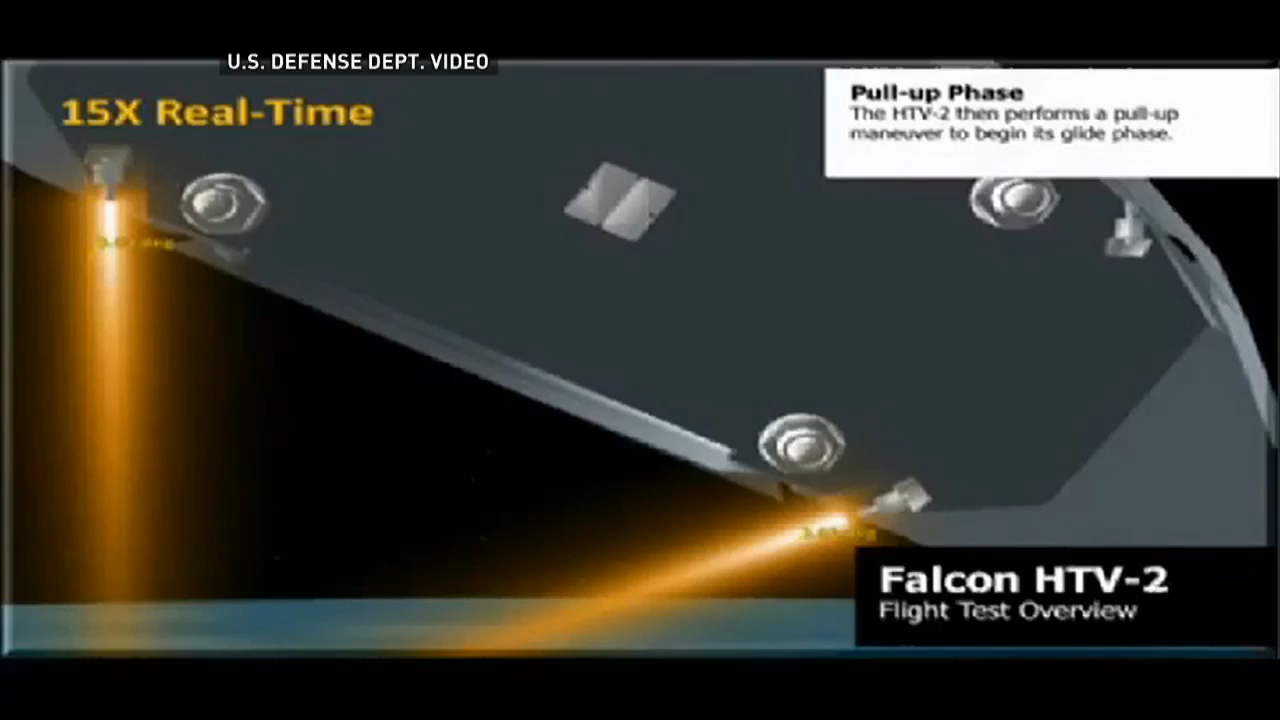 U.S. DEFENSE DEPT. VIDEO
15X Real-Time
Pull-up Phase
The HTV-2 then performs a pull-up
maneuver to begin its glide phase.
Falcon HTV-2
Flight Test Overview